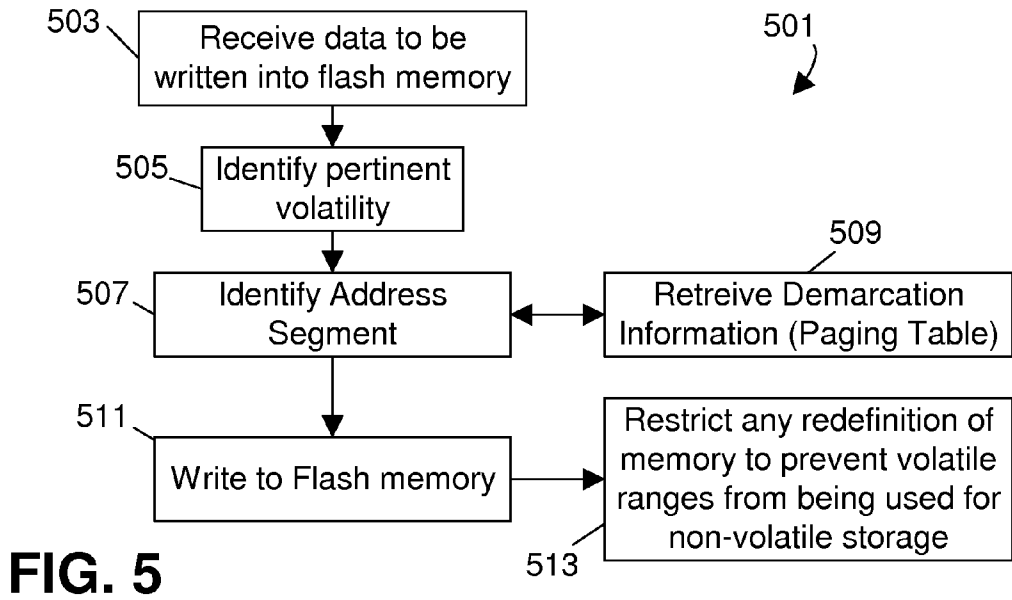 503
Receive data to be
written into flash memory
501
505
Identify pertinent
volatility
509
507
Identify Address
Segment
Retreive Demarcation
Information (Paging Table)
511
Write to Flash memory
Restrict any redefinition of
memory to prevent volatile
ranges from being used for
non-volatile storage
513
FIG. 5